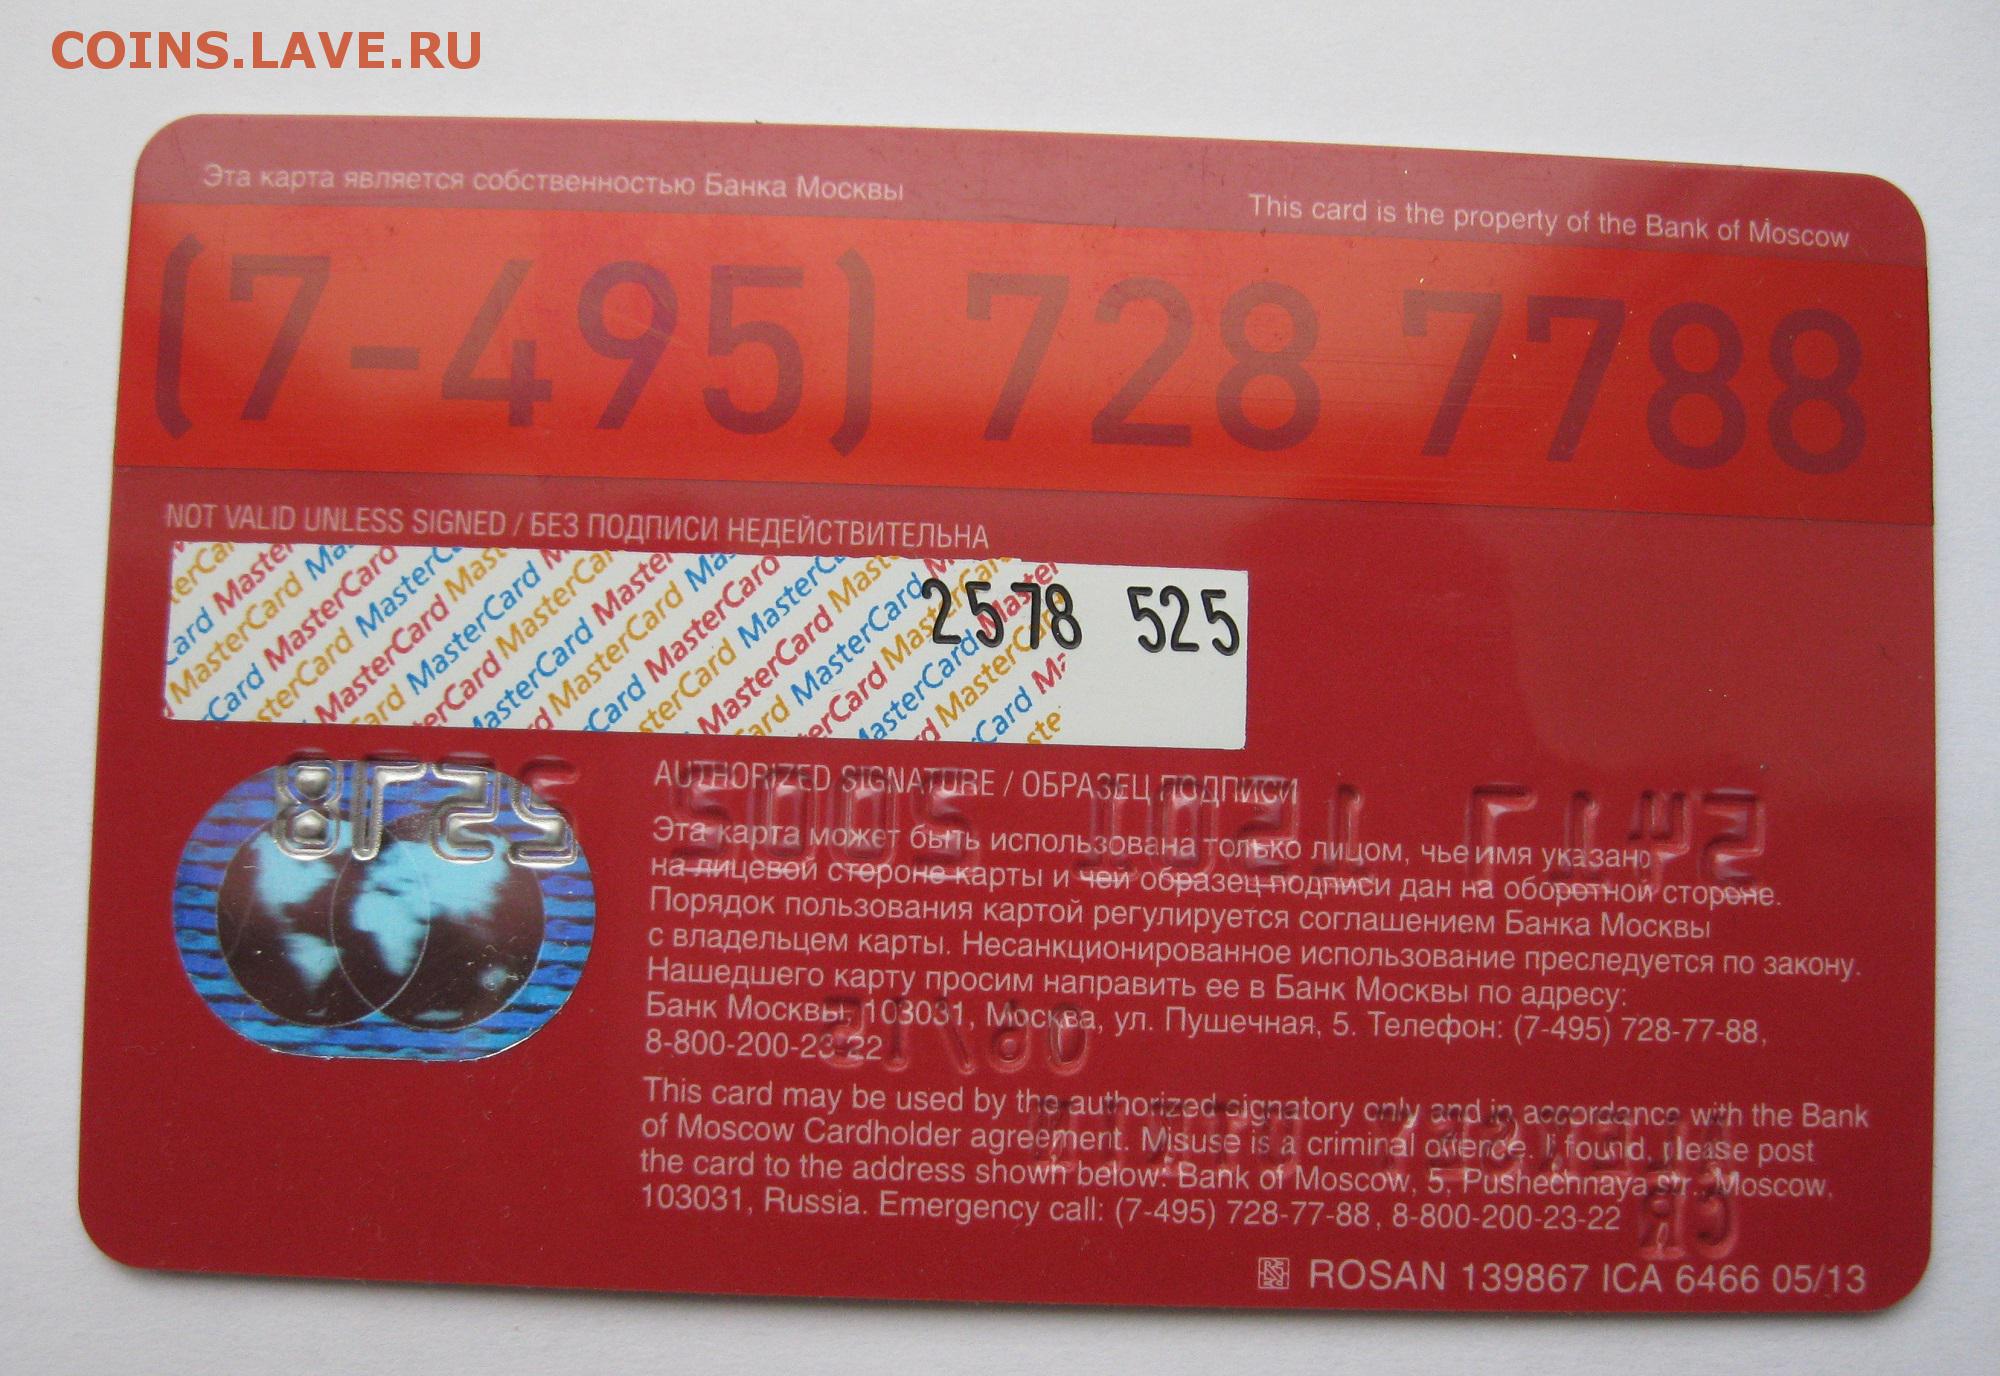 COINS.LAVE.RU
Эта карта является собственностью Банка Москвы
This card is the property of the Bank of Moscow
(7-495) 728 7788
NOT VALID UNLESS SIGNED / БЕЗ ПОДПИСИ НЕДЕЙСТВИТЕЛЬНА
MasterCard MasterCard MasterCard
2578 525
AUTHORIZED SIGNATURE / ОБРАЗЕЦ ПОДПИСИ
Эта карта может быть использована только лицом, чье имя указано
на лицевой стороне карты и чей образец подписи дан на оборотной стороне.
Порядок пользования картой регулируется соглашением Банка Москвы
с владельцем карты. Несанкционированное использование преследуется по закону.
Нашедшего карту просим направить ее в Банк Москвы по адресу:
Банк Москвы, 103031, Москва, ул. Пушечная, 5. Телефон: (7-495) 728-77-88,
8-800-200-23-22
This card may be used by the authorized signatory only and in accordance with the Bank
of Moscow Cardholder agreement. Misuse is a criminal offence. If found, please post
the card to the address shown below: Bank of Moscow, 5, Pushechnaya str., Moscow,
103031, Russia. Emergency call: (7-495) 728-77-88, 8-800-200-23-22
ROSAN 139867 ICA 6466 05/13